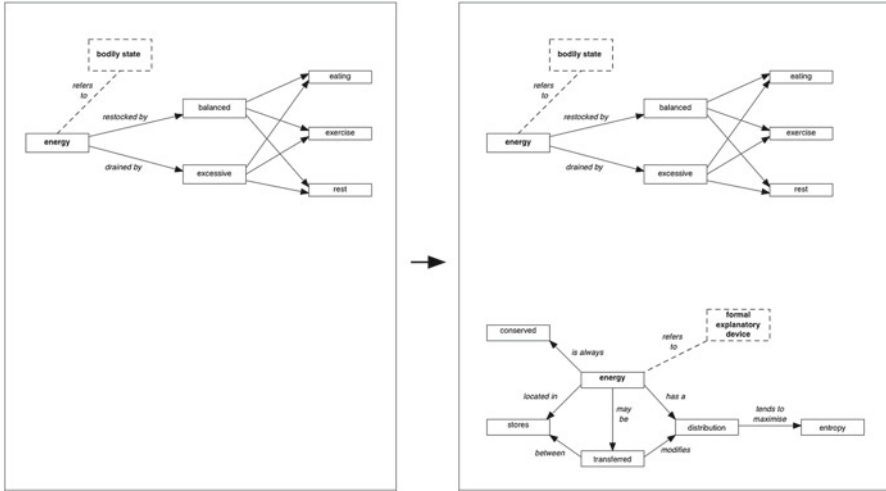 bodily state
refers
to
energy
restocked by
drained by
balanced
excessive
eating
exercise
rest
bodily state
refers
to
energy
restocked by
drained by
balanced
excessive
eating
exercise
rest
formal
explanatory
device
refers
to
conserved
is always
energy
located in
may
be
has a
tends to
maximise
stores
distribution
entropy
between
transferred
modifies